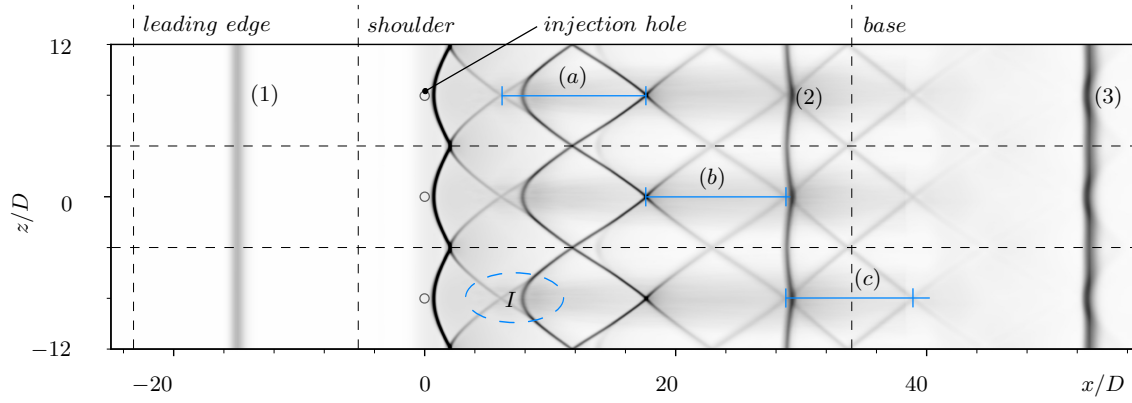 leading edge shoulder injection hole base
12
(a)
(1) (2) (3)
(b)
0
z/D
(c)
I
−12
−20 0 20 40 x/D